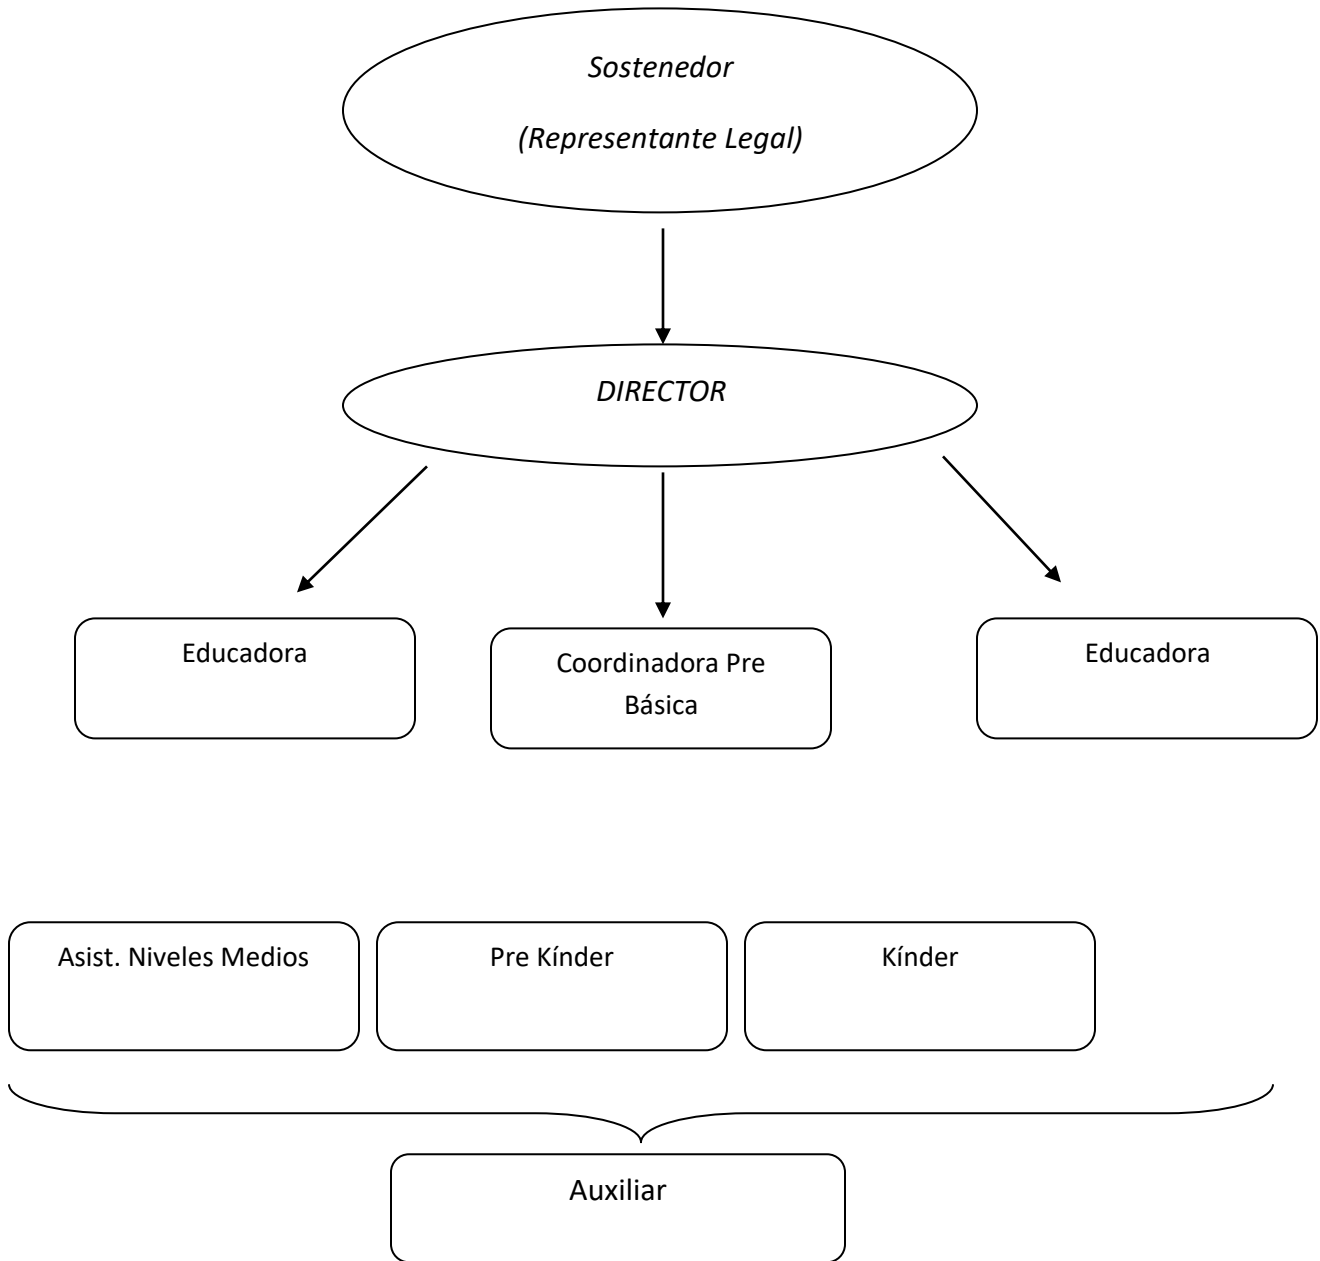 Sostenedor
(Representante Legal)
DIRECTOR
Educadora
Coordinadora Pre
Básica
Educadora
Asist. Niveles Medios
Pre Kínder
Kínder
Auxiliar